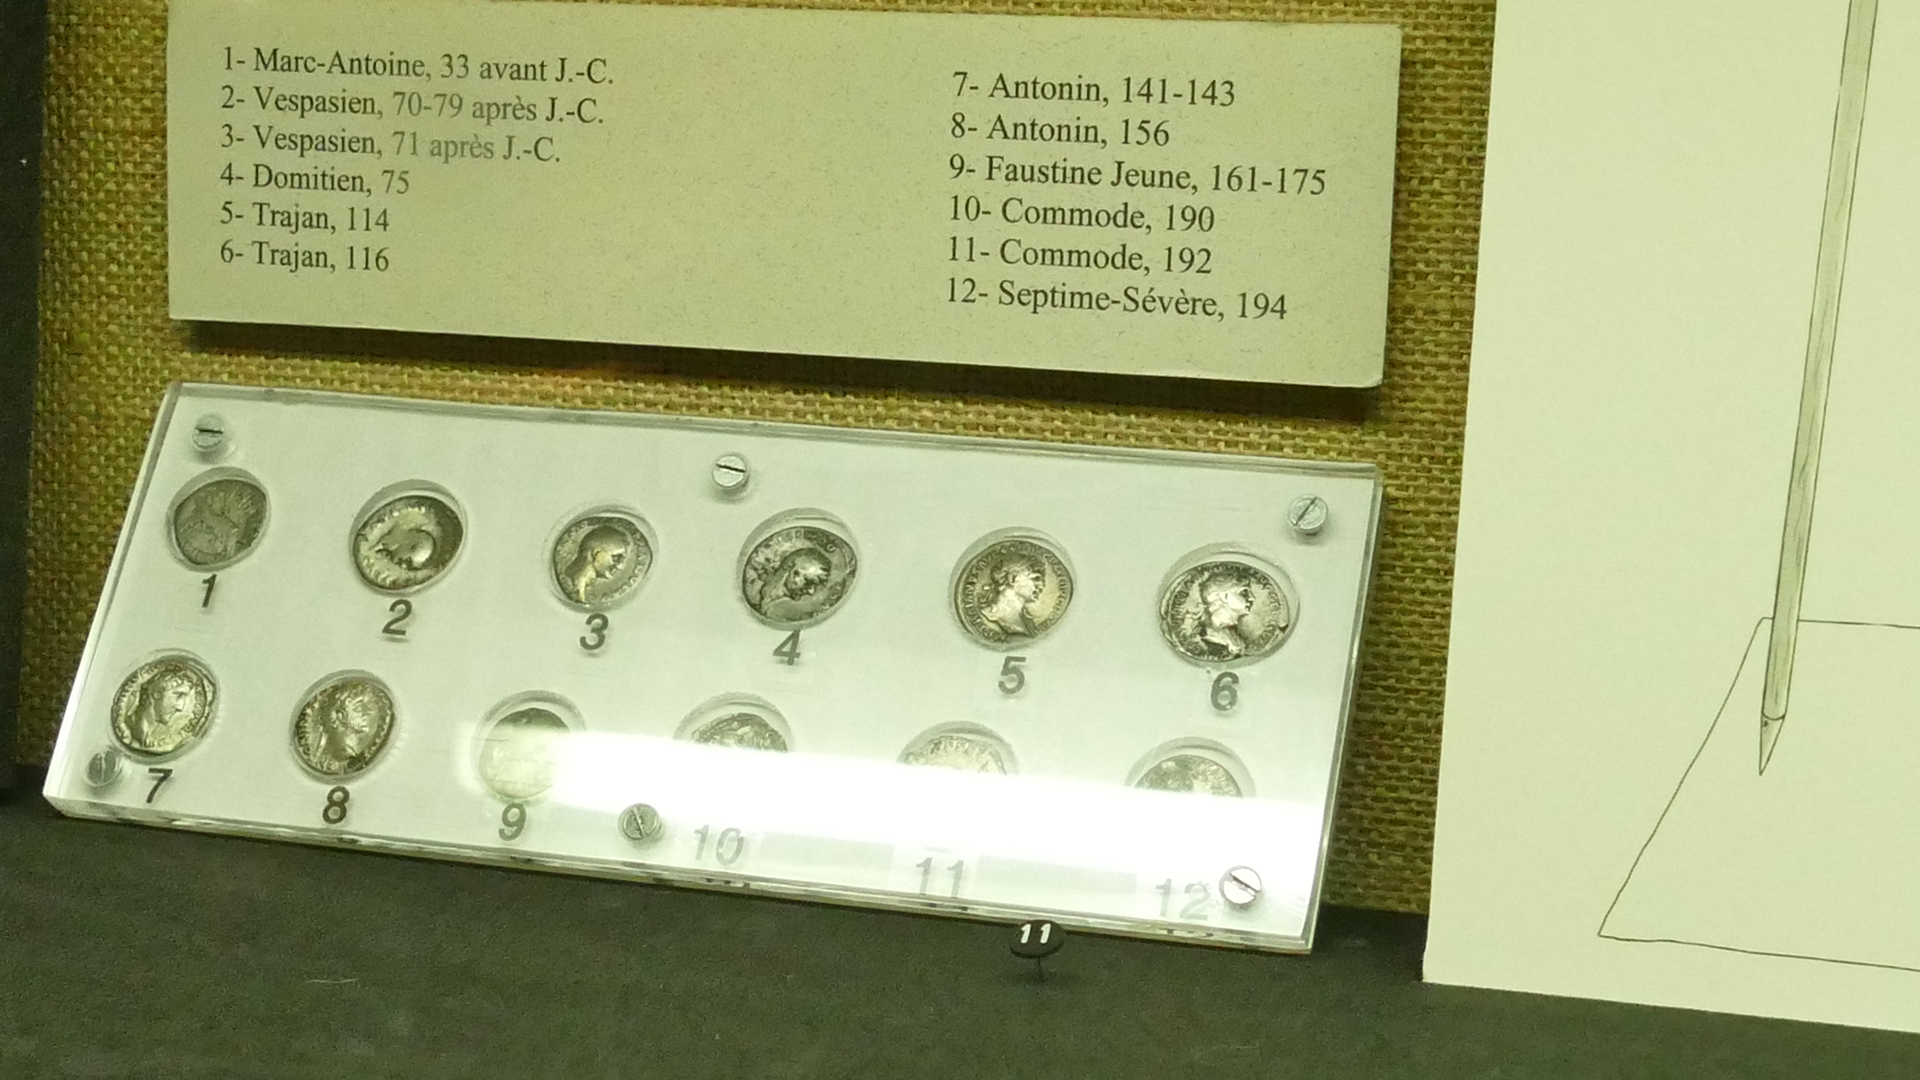 1- Marc-Antoine, 33 avant J.-C.
2- Vespasien, 70-79 après J.-C.
3- Vespasien, 71 après J.-C.
4- Domitien, 75
5- Trajan, 114
6- Trajan, 116
7- Antonin, 141-143
8- Antonin, 156
9- Faustine Jeune, 161-175
10- Commode, 190
11- Commode, 192
12- Septime-Sévère, 194
1 2 3 4 5 6
7 8 9 10 11 12
11